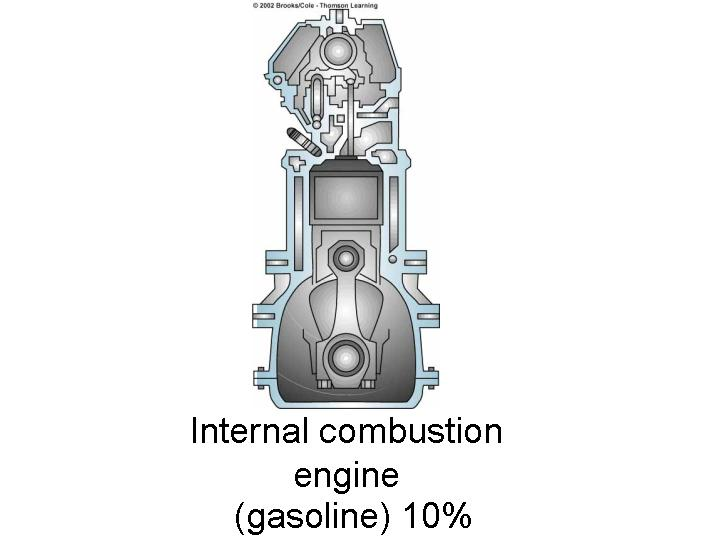 © 2002 Brooks/Cole - Thomson Learning
Internal combustion
engine
(gasoline) 10%